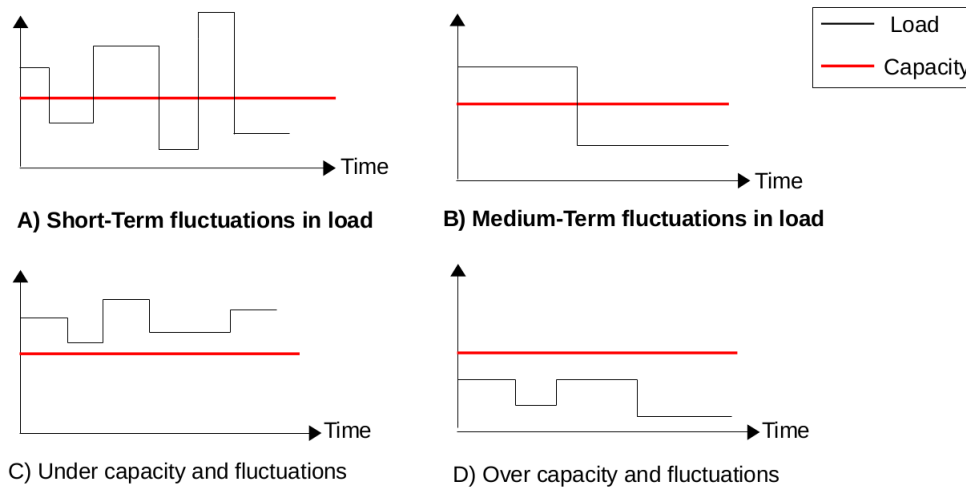 Load
Capacity
Time
Time
A) Short-Term fluctuations in load
B) Medium-Term fluctuations in load
Time
Time
C) Under capacity and fluctuations
D) Over capacity and fluctuations